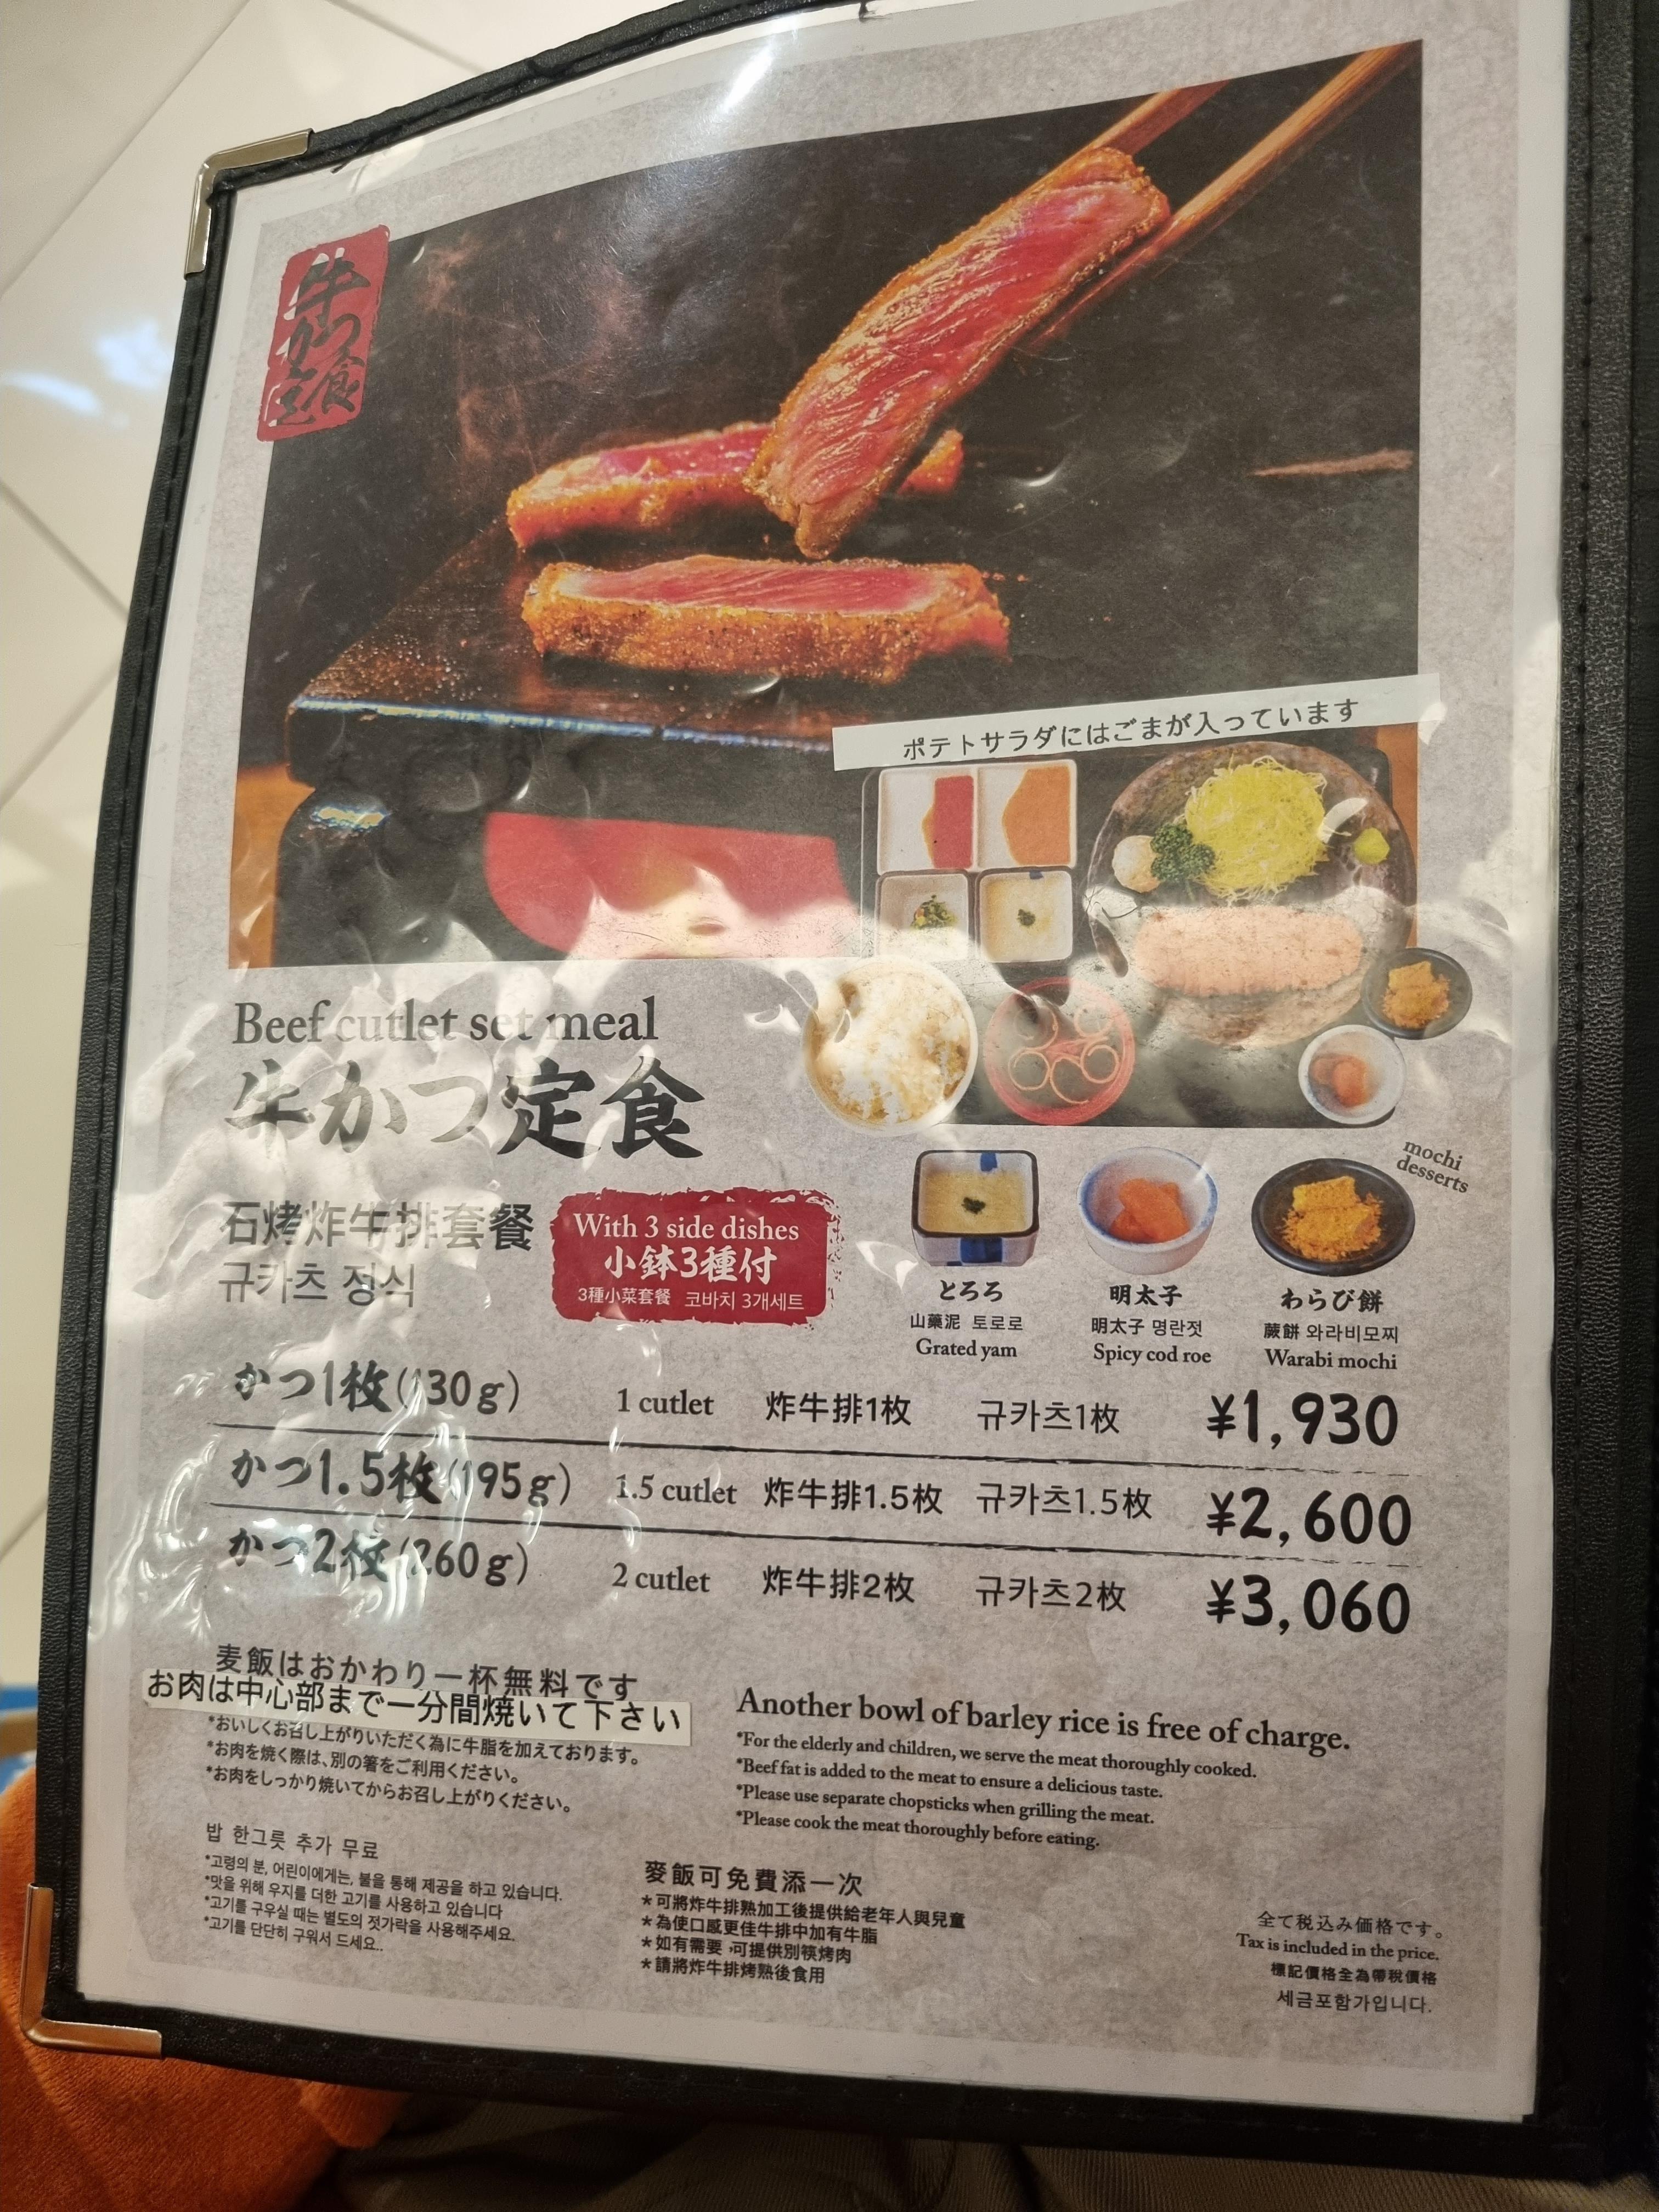 牛かつ定食
ポテトサラダにはごまが入っています
Beef cutlet set meal
牛かつ定食
石烤炸牛排套餐
규카츠 정식
With 3 side dishes
小鉢3種付
3種小菜套餐 코바치 3개세트
mochi
desserts
とろろ
山藥泥 토로로
Grated yam
明太子
明太子 명란젓
Spicy cod roe
わらび餅
蕨餅 와라비모찌
Warabi mochi
かつ1枚(130g) 1 cutlet 炸牛排1枚 규카츠1枚 ¥1,930
かつ1.5枚(195g) 1.5 cutlet 炸牛排1.5枚 규카츠1.5枚 ¥2,600
かつ2枚(260g) 2 cutlet 炸牛排2枚 규카츠2枚 ¥3,060
麦飯はおかわり一杯無料です
お肉は中心部まで一分間焼いて下さい
*おいしくお召し上がりいただく為に牛脂を加えております。
*お肉を焼く際は、別の箸をご利用ください。
*お肉をしっかり焼いてからお召し上がりください。
Another bowl of barley rice is free of charge.
*For the elderly and children, we serve the meat thoroughly cooked.
*Beef fat is added to the meat to ensure a delicious taste.
*Please use separate chopsticks when grilling the meat.
*Please cook the meat thoroughly before eating.
밥 한그릇 추가 무료
*고령의 분, 어린이에게는, 불을 통해 제공을 하고 있습니다.
*맛을 위해 우지를 더한 고기를 사용하고 있습니다
*고기를 구우실 때는 별도의 젓가락을 사용해주세요.
*고기를 단단히 구워서 드세요..
麥飯可免費添一次
*可將炸牛排熟加工後提供給老年人與兒童
*為使口感更佳牛排中加有牛脂
*如有需要,可提供別筷烤肉
*請將炸牛排烤熟後食用
全て税込み価格です。
Tax is included in the price.
標記價格全為帶稅價格
세금포함가입니다.